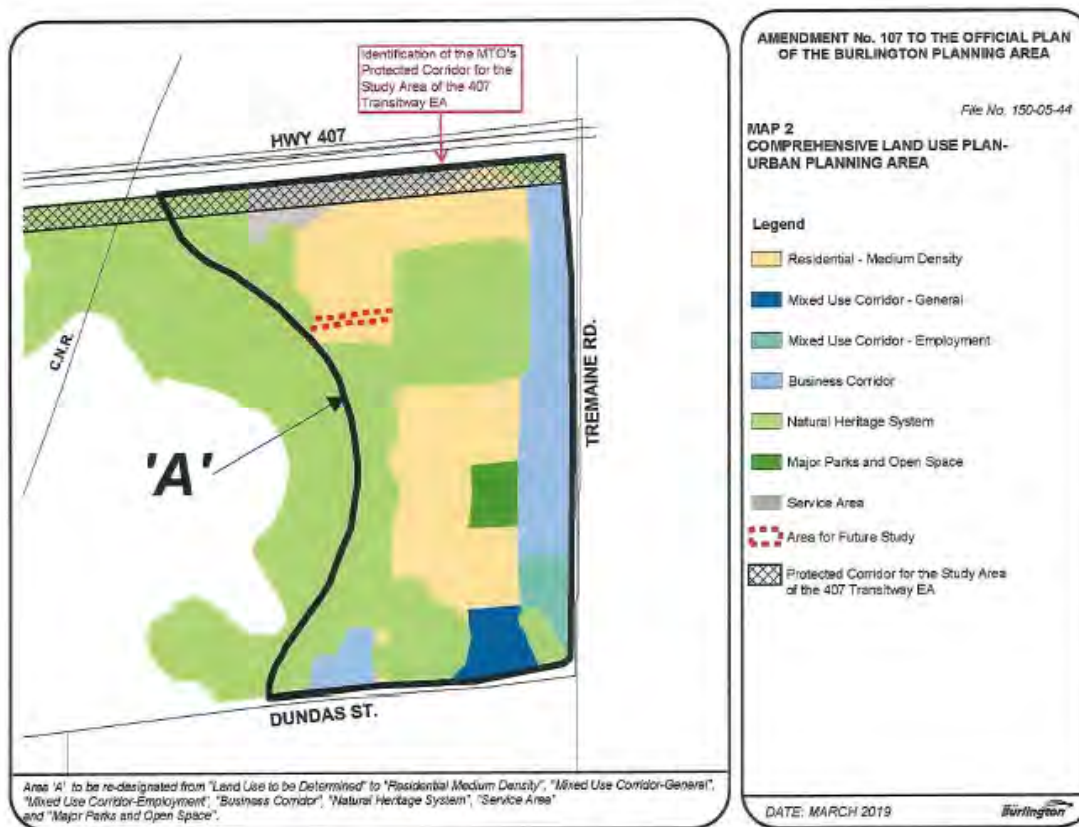 Identification of the MTO's
Protected Corridor for the
Study Area of the 407
Transitway EA
HWY 407
C.N.R.
'A'
TREMAINE RD.
DUNDAS ST.
Area 'A' to be re-designated from "Land Use to be Determined" to "Residential Medium Density", "Mixed Use Corridor-General",
"Mixed Use Corridor-Employment", "Business Corridor", "Natural Heritage System", "Service Area"
and "Major Parks and Open Space".
AMENDMENT No. 107 TO THE OFFICIAL PLAN
OF THE BURLINGTON PLANNING AREA
File No. 150-05-44
MAP 2
COMPREHENSIVE LAND USE PLAN-
URBAN PLANNING AREA
Legend
Residential - Medium Density
Mixed Use Corridor - General
Mixed Use Corridor - Employment
Business Corridor
Natural Heritage System
Major Parks and Open Space
Service Area
Area for Future Study
Protected Corridor for the Study Area
of the 407 Transitway EA
DATE: MARCH 2019
Burlington